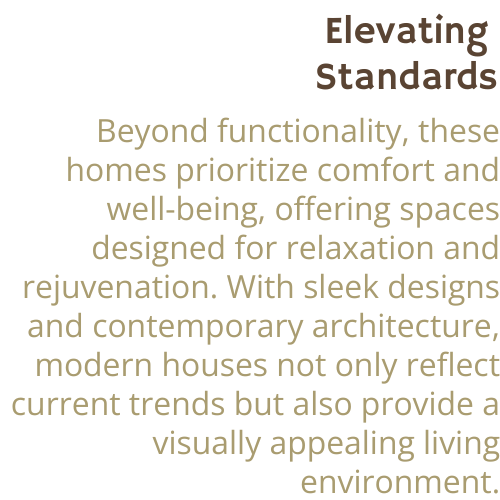 Elevating
Standards
Beyond functionality, these
homes prioritize comfort and
well-being, offering spaces
designed for relaxation and
rejuvenation. With sleek designs
and contemporary architecture,
modern houses not only reflect
current trends but also provide a
visually appealing living
environment.